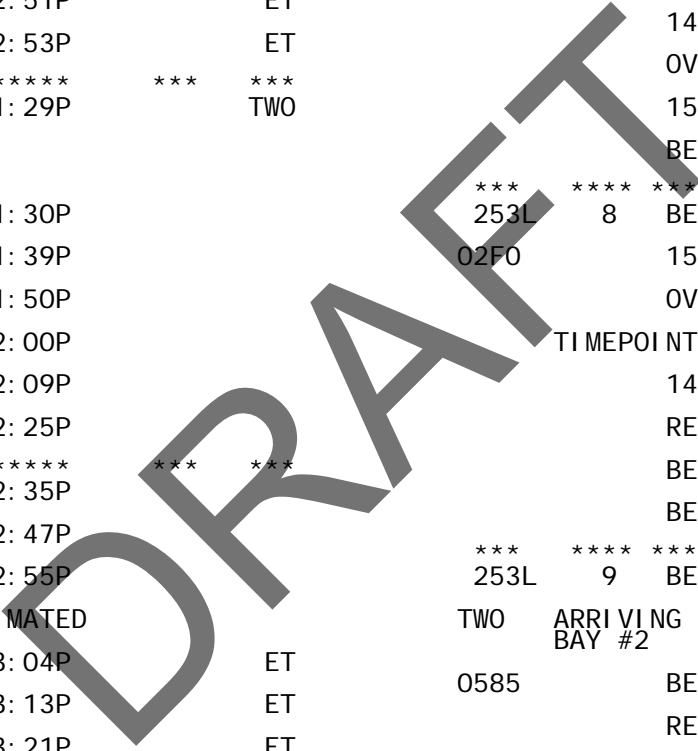 2:51P ET
14
2:53P ET
OV
***** *** ***
1:29P TWO 15
BE
*** **** ***
1:30P 253L 8 BE
1:39P 02F0 15
1:50P OV
2:00P TIMEPOINT
2:09P 14
2:25P RE
***** *** *** BE
2:35P
2:47P BE
*** **** ***
2:55P 253L 9 BE
MATED TWO ARRIVING
BAY #2
3:04P ET
0585 BE
3:13P ET
RE
3:21P ET
DRAFT